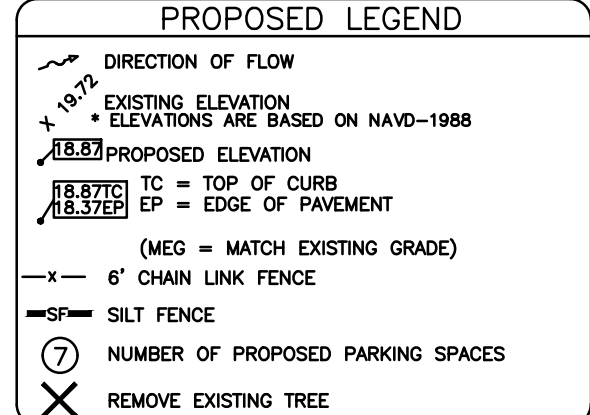 PROPOSED LEGEND
DIRECTION OF FLOW
X 19.72 EXISTING ELEVATION
* ELEVATIONS ARE BASED ON NAVD-1988
18.87 PROPOSED ELEVATION
18.87TC TC = TOP OF CURB
18.37EP EP = EDGE OF PAVEMENT
(MEG = MATCH EXISTING GRADE)
x 6' CHAIN LINK FENCE
SF SILT FENCE
7 NUMBER OF PROPOSED PARKING SPACES
REMOVE EXISTING TREE